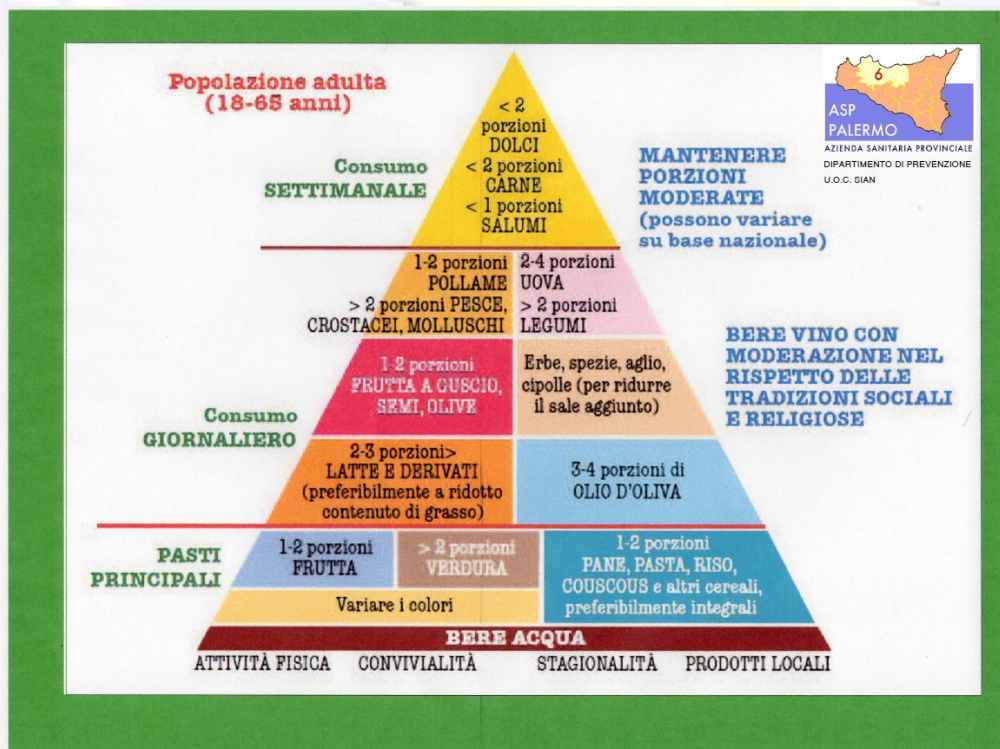 Popolazione adulta
(18-65 anni)
6
ASP
PALERMO
AZIENDA SANITARIA PROVINCIALE
DIPARTIMENTO DI PREVENZIONE
U.O.C. SIAN
Consumo
SETTIMANALE
< 2
porzioni
DOLCI
< 2 porzioni
CARNE
< 1 porzioni
SALUMI
MANTENERE
PORZIONI
MODERATE
(possono variare
su base nazionale)
1-2 porzioni
POLLAME
> 2 porzioni PESCE,
CROSTACEI, MOLLUSCHI
2-4 porzioni
UOVA
> 2 porzioni
LEGUMI
BERE VINO CON
MODERAZIONE NEL
RISPETTO DELLE
TRADIZIONI SOCIALI
E RELIGIOSE
Consumo
GIORNALIERO
1-2 porzioni
FRUTTA A GUSCIO,
SEMI, OLIVE
Erbe, spezie, aglio,
cipolle (per ridurre
il sale aggiunto)
2-3 porzioni>
LATTE E DERIVATI
(preferibilmente a ridotto
contenuto di grasso)
3-4 porzioni di
OLIO D'OLIVA
PASTI
PRINCIPALI
1-2 porzioni
FRUTTA
> 2 porzioni
VERDURA
1-2 porzioni
PANE, PASTA, RISO,
COUSCOUS e altri cereali,
preferibilmente integrali
Variare i colori
BERE ACQUA
ATTIVITÀ FISICA CONVIVIALITÀ STAGIONALITÀ PRODOTTI LOCALI